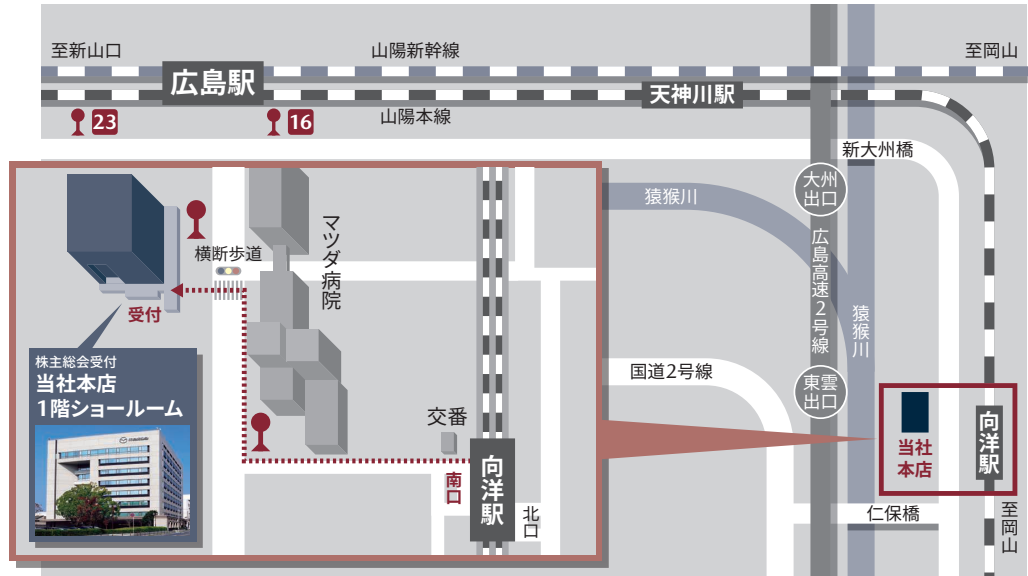 至新山口
山陽新幹線
至岡山
広島駅
天神川駅
23
16
山陽本線
新大州橋
大州
出口
猿猴川
広島高速2号線
猿猴川
国道2号線
東雲
出口
当社
本店
向洋駅
仁保橋
至岡山
マツダ病院
横断歩道
受付
株主総会受付
当社本店
1階ショールーム
交番
南口
向洋駅
北口